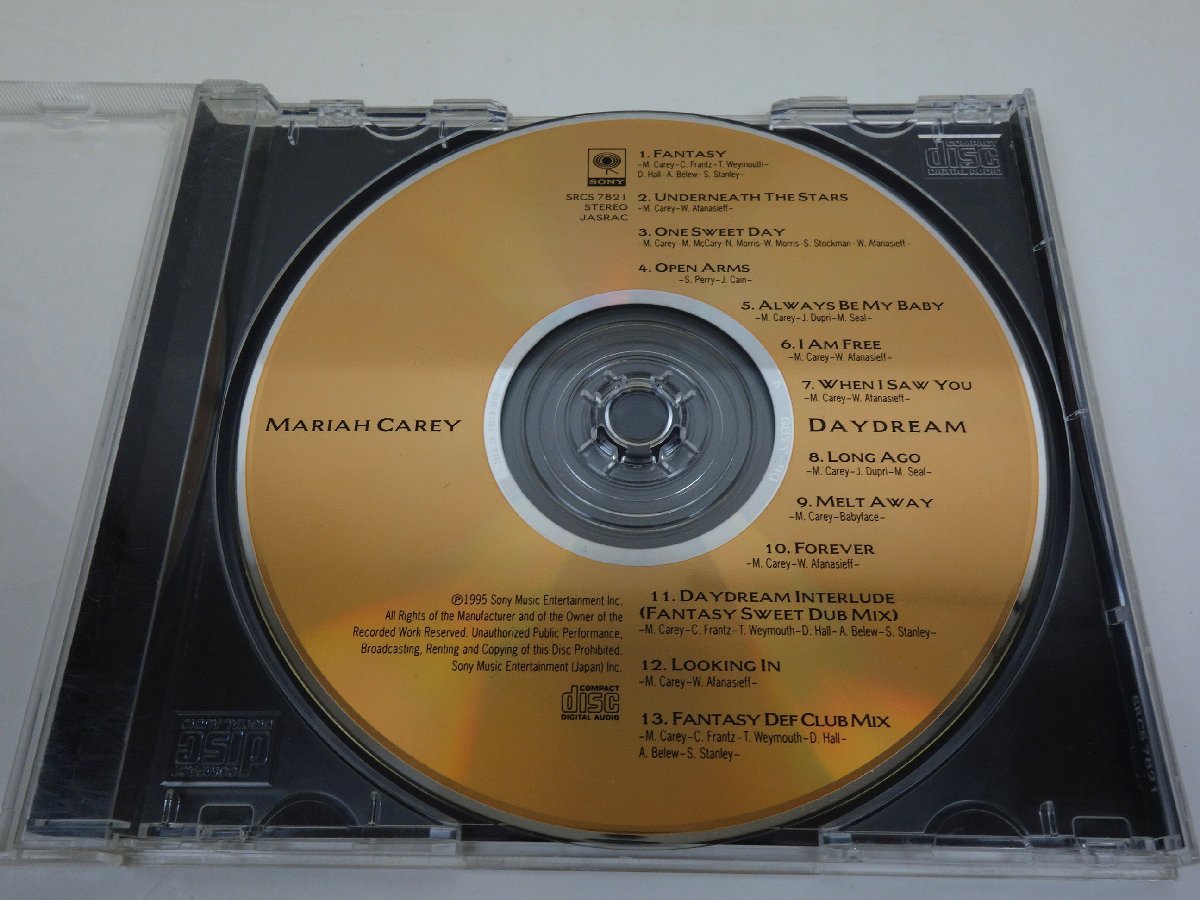 SONY
SRCS 7821
STEREO
JASRAC
1. FANTASY
–M. Carey–C. Frantz–T. Weymouth–
D. Hall–A. Belew–S. Stanley–
2. UNDERNEATH THE STARS
–M. Carey–W. Afanasieff–
3. ONE SWEET DAY
–M. Carey–M. McCary–N. Morris–W. Morris–S. Stockman–W. Afanasieff–
4. OPEN ARMS
–S. Perry–J. Cain–
5. ALWAYS BE MY BABY
–M. Carey–J. Dupri–M. Seal–
6. I AM FREE
–M. Carey–W. Afanasieff–
7. WHEN I SAW YOU
–M. Carey–W. Afanasieff–
MARIAH CAREY
DAYDREAM
8. LONG AGO
–M. Carey–J. Dupri–M. Seal–
9. MELT AWAY
–M. Carey–Babyface–
10. FOREVER
–M. Carey–W. Afanasieff–
11. DAYDREAM INTERLUDE
(FANTASY SWEET DUB MIX)
–M. Carey–C. Frantz–T. Weymouth–D. Hall–A. Belew–S. Stanley–
12. LOOKING IN
–M. Carey–W. Afanasieff–
13. FANTASY DEF CLUB MIX
–M. Carey–C. Frantz–T. Weymouth–D. Hall–
A. Belew–S. Stanley–
℗1995 Sony Music Entertainment Inc.
All Rights of the Manufacturer and of the Owner of the
Recorded Work Reserved. Unauthorized Public Performance,
Broadcasting, Renting and Copying of this Disc Prohibited.
Sony Music Entertainment (Japan) Inc.
COMPACT
disc
DIGITAL AUDIO
COMPACT
disc
DIGITAL AUDIO
COMPACT
disc
DIGITAL AUDIO
SRCS 7821